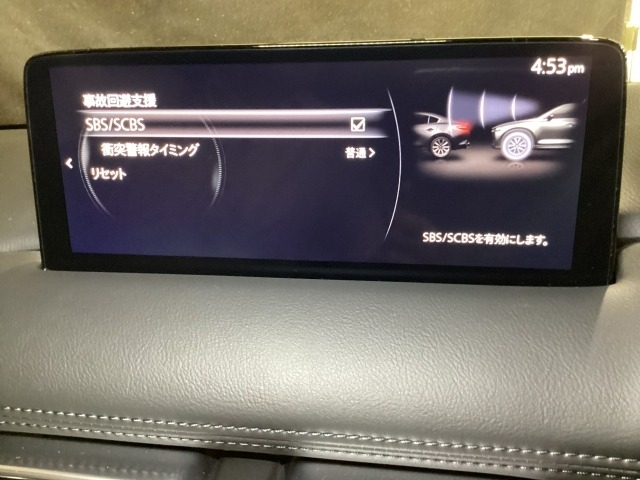 4:53pm
事故回避支援
SBS/SCBS
衝突警報タイミング 普通
リセット
SBS/SCBSを有効にします。